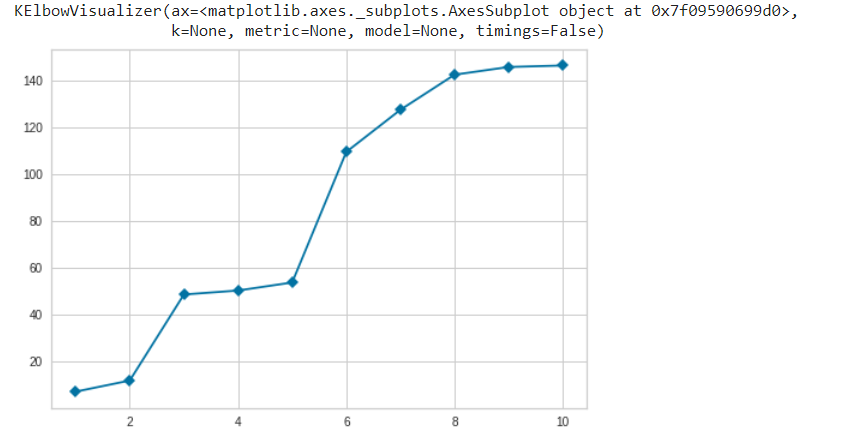 KElbowVisualizer(ax=<matplotlib.axes._subplots.AxesSubplot object at 0x7f09590699d0>,
k=None, metric=None, model=None, timings=False)
140
120
100
80
60
40
20
2 4 6 8 10